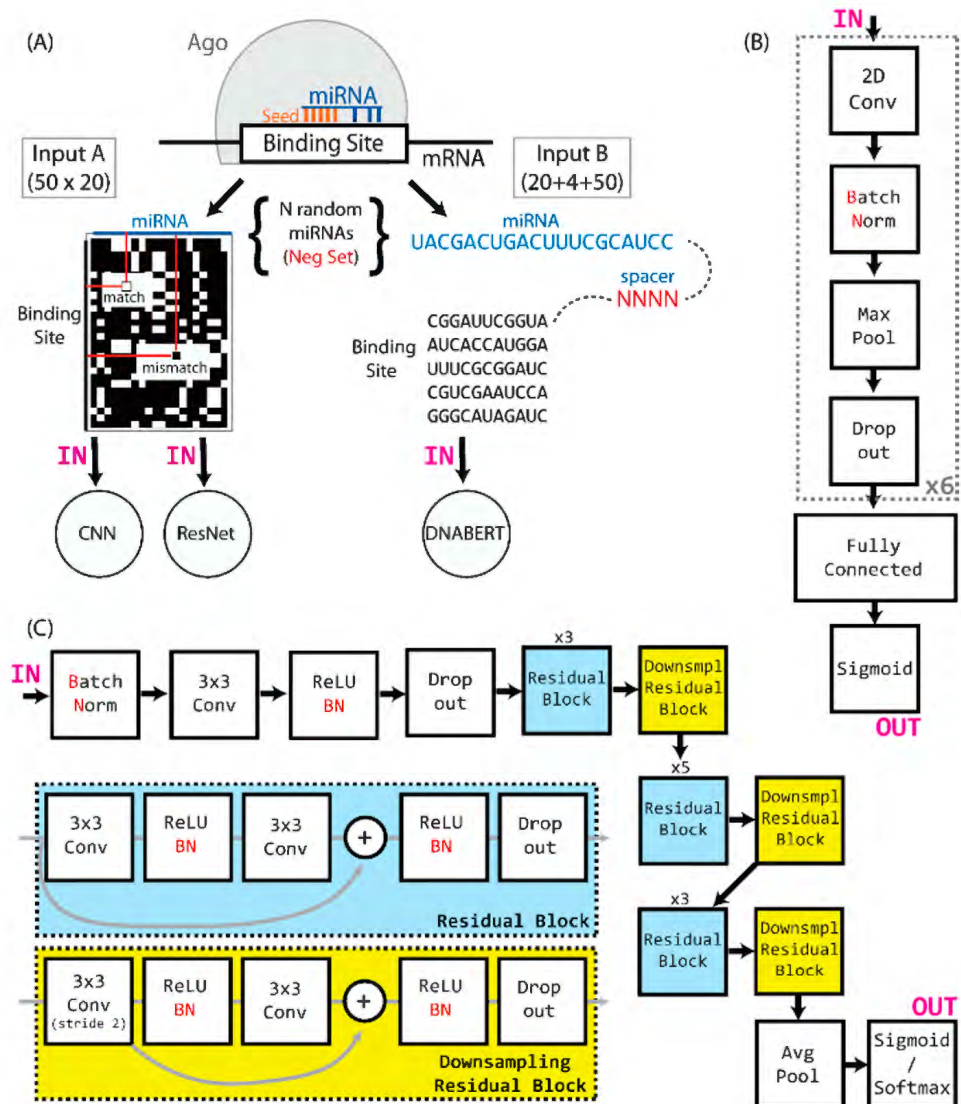 (A)
Ago
miRNA
Seed
Binding Site
mRNA
Input A
(50 x 20)
Input B
(20+4+50)
N random
miRNAs
(Neg Set)
miRNA
match
mismatch
Binding
Site
miRNA
UACGACUGACUUUCGCAUCC
spacer
NNNN
Binding
Site
CGGAUUCGGUA
AUCACCAUGGA
UUUCGCGGAUC
CGUCGAAUCCA
GGGCAUAGAUC
IN
IN
IN
CNN
ResNet
DNABERT
(B)
IN
2D
Conv
Batch
Norm
Max
Pool
Drop
out
x6
Fully
Connected
Sigmoid
OUT
(C)
IN
Batch
Norm
3x3
Conv
ReLU
BN
Drop
out
x3
Residual
Block
Downsmpl
Residual
Block
x5
Residual
Block
Downsmpl
Residual
Block
x3
Residual
Block
Downsmpl
Residual
Block
Avg
Pool
OUT
Sigmoid
/
Softmax
3x3
Conv
ReLU
BN
3x3
Conv
+
ReLU
BN
Drop
out
Residual Block
3x3
Conv
(stride 2)
ReLU
BN
3x3
Conv
+
ReLU
BN
Drop
out
Downsampling
Residual Block